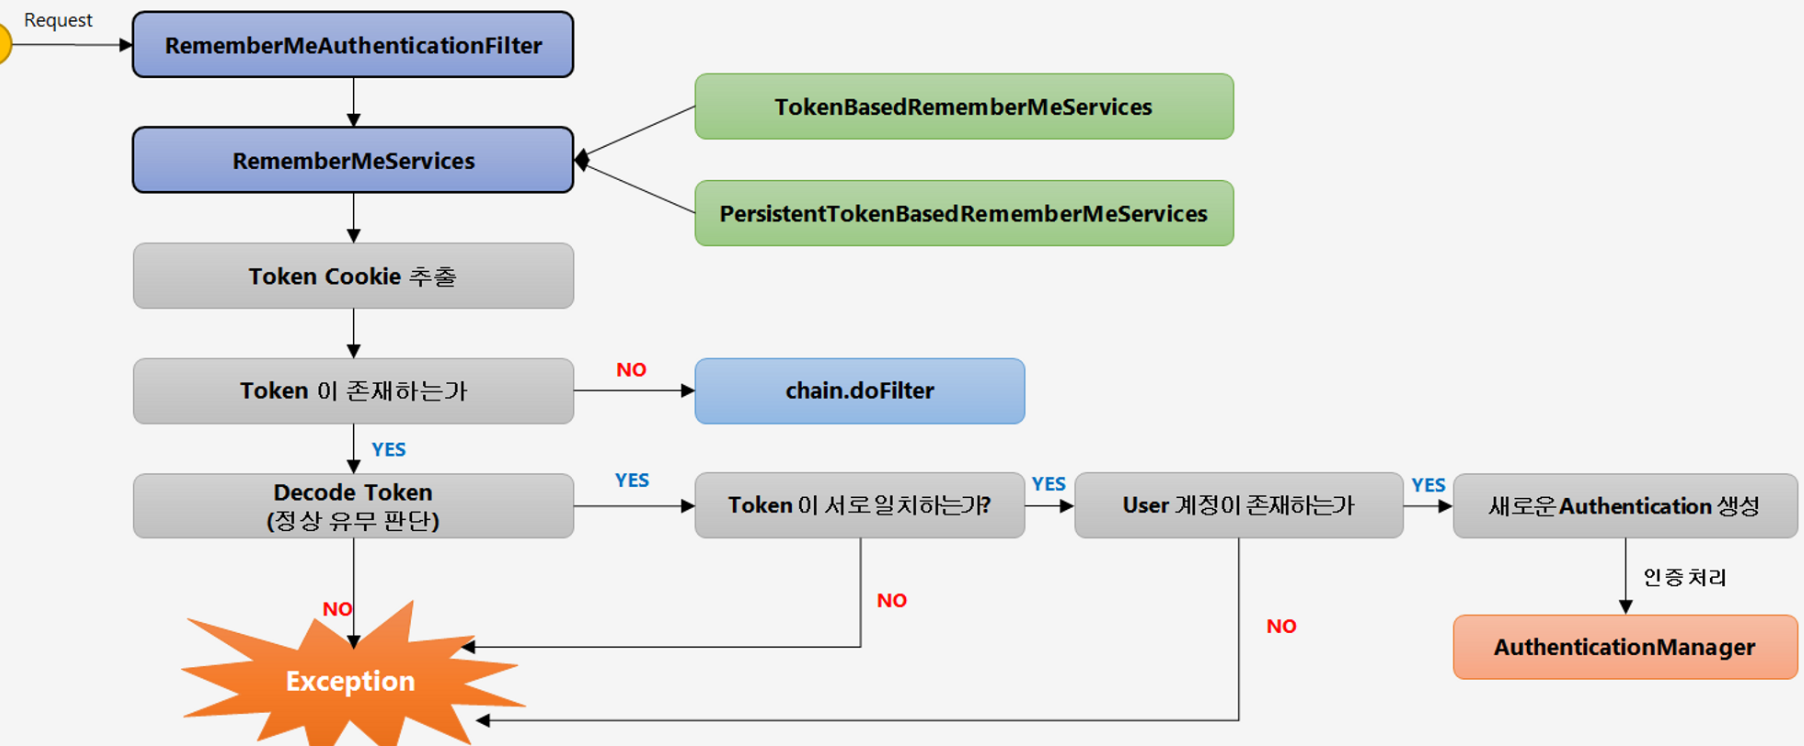 Request
RememberMeAuthenticationFilter
TokenBasedRememberMeServices
RememberMeServices
PersistentTokenBasedRememberMeServices
Token Cookie 추출
Token 이 존재하는가
NO
chain.doFilter
YES
Decode Token
(정상 유무 판단)
YES
Token 이 서로 일치하는가?
YES
User 계정이 존재하는가
YES
새로운 Authentication 생성
인증 처리
NO
NO
NO
AuthenticationManager
Exception